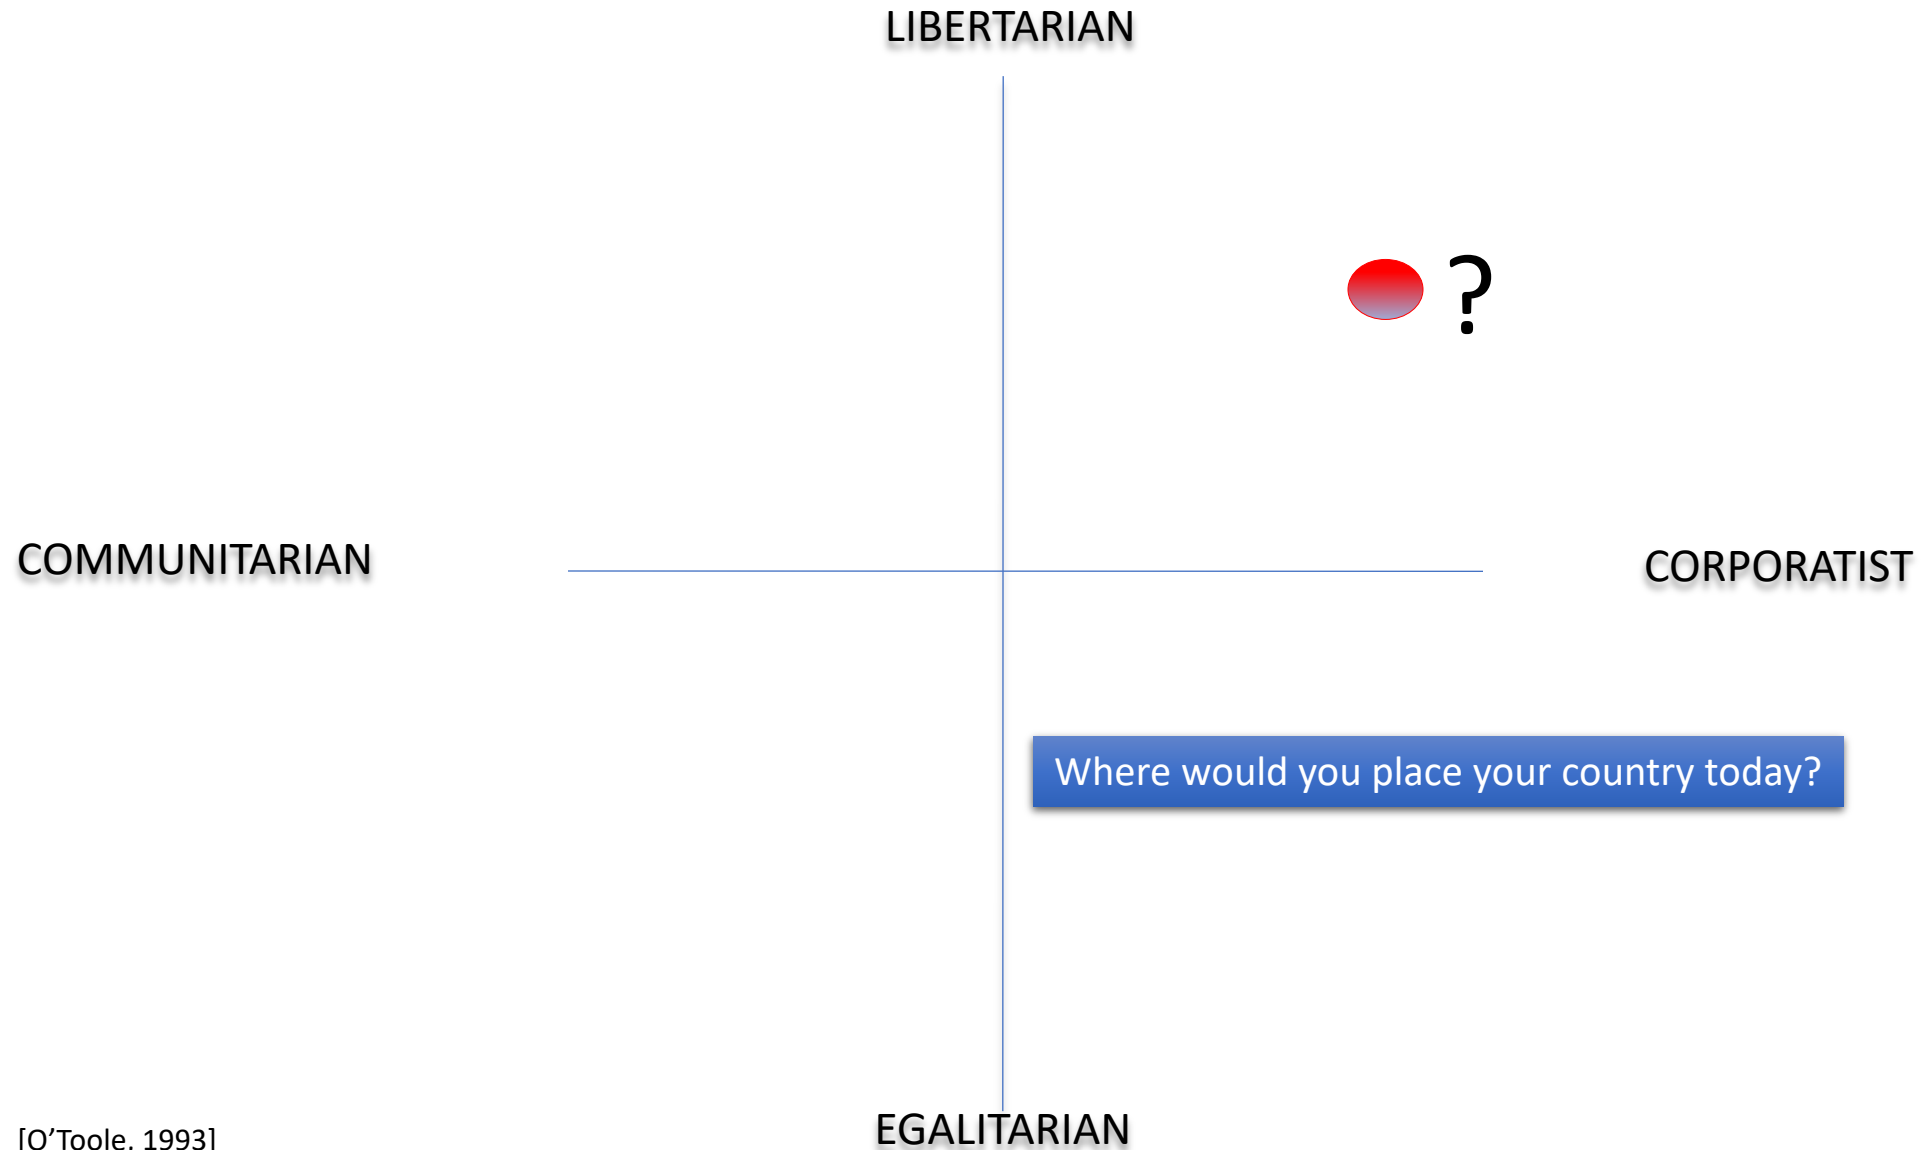 LIBERTARIAN
?
COMMUNITARIAN
CORPORATIST
Where would you place your country today?
EGALITARIAN
[O’Toole, 1993]